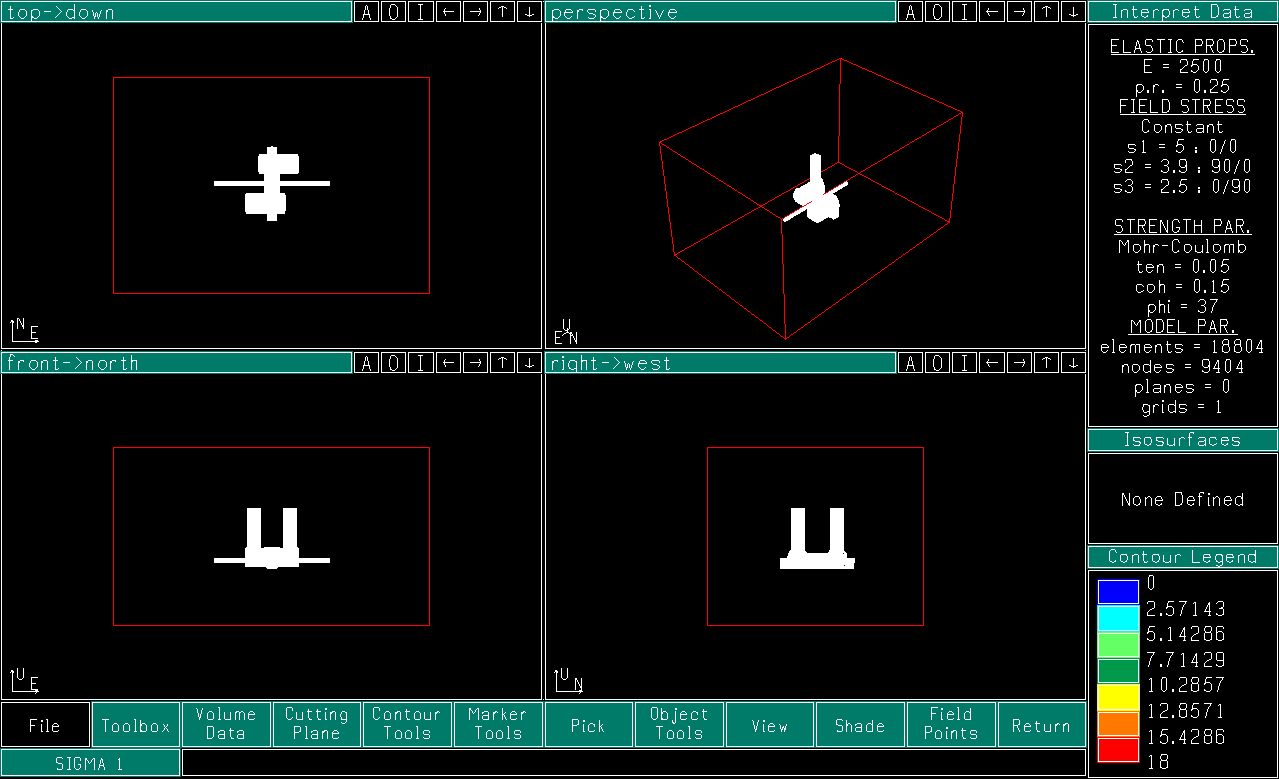 top->down A O I ← → ↑ ↓
perspective A O I ← → ↑ ↓
Interpret Data
ELASTIC PROPS.
E = 2500
p.r. = 0.25
FIELD STRESS
Constant
s1 = 5 : 0/0
s2 = 3.9 : 90/0
s3 = 2.5 : 0/90
STRENGTH PAR.
Mohr-Coulomb
ten = 0.05
coh = 0.15
phi = 37
MODEL PAR.
elements = 18804
nodes = 9404
planes = 0
grids = 1
N
E
U
E N
front->north A O I ← → ↑ ↓
right->west A O I ← → ↑ ↓
U
E
U
N
Isosurfaces
None Defined
Contour Legend
0
2.57143
5.14286
7.71429
10.2857
12.8571
15.4286
18
File
Toolbox
Volume
Data
Cutting
Plane
Contour
Tools
Marker
Tools
Pick
Object
Tools
View
Shade
Field
Points
Return
SIGMA 1